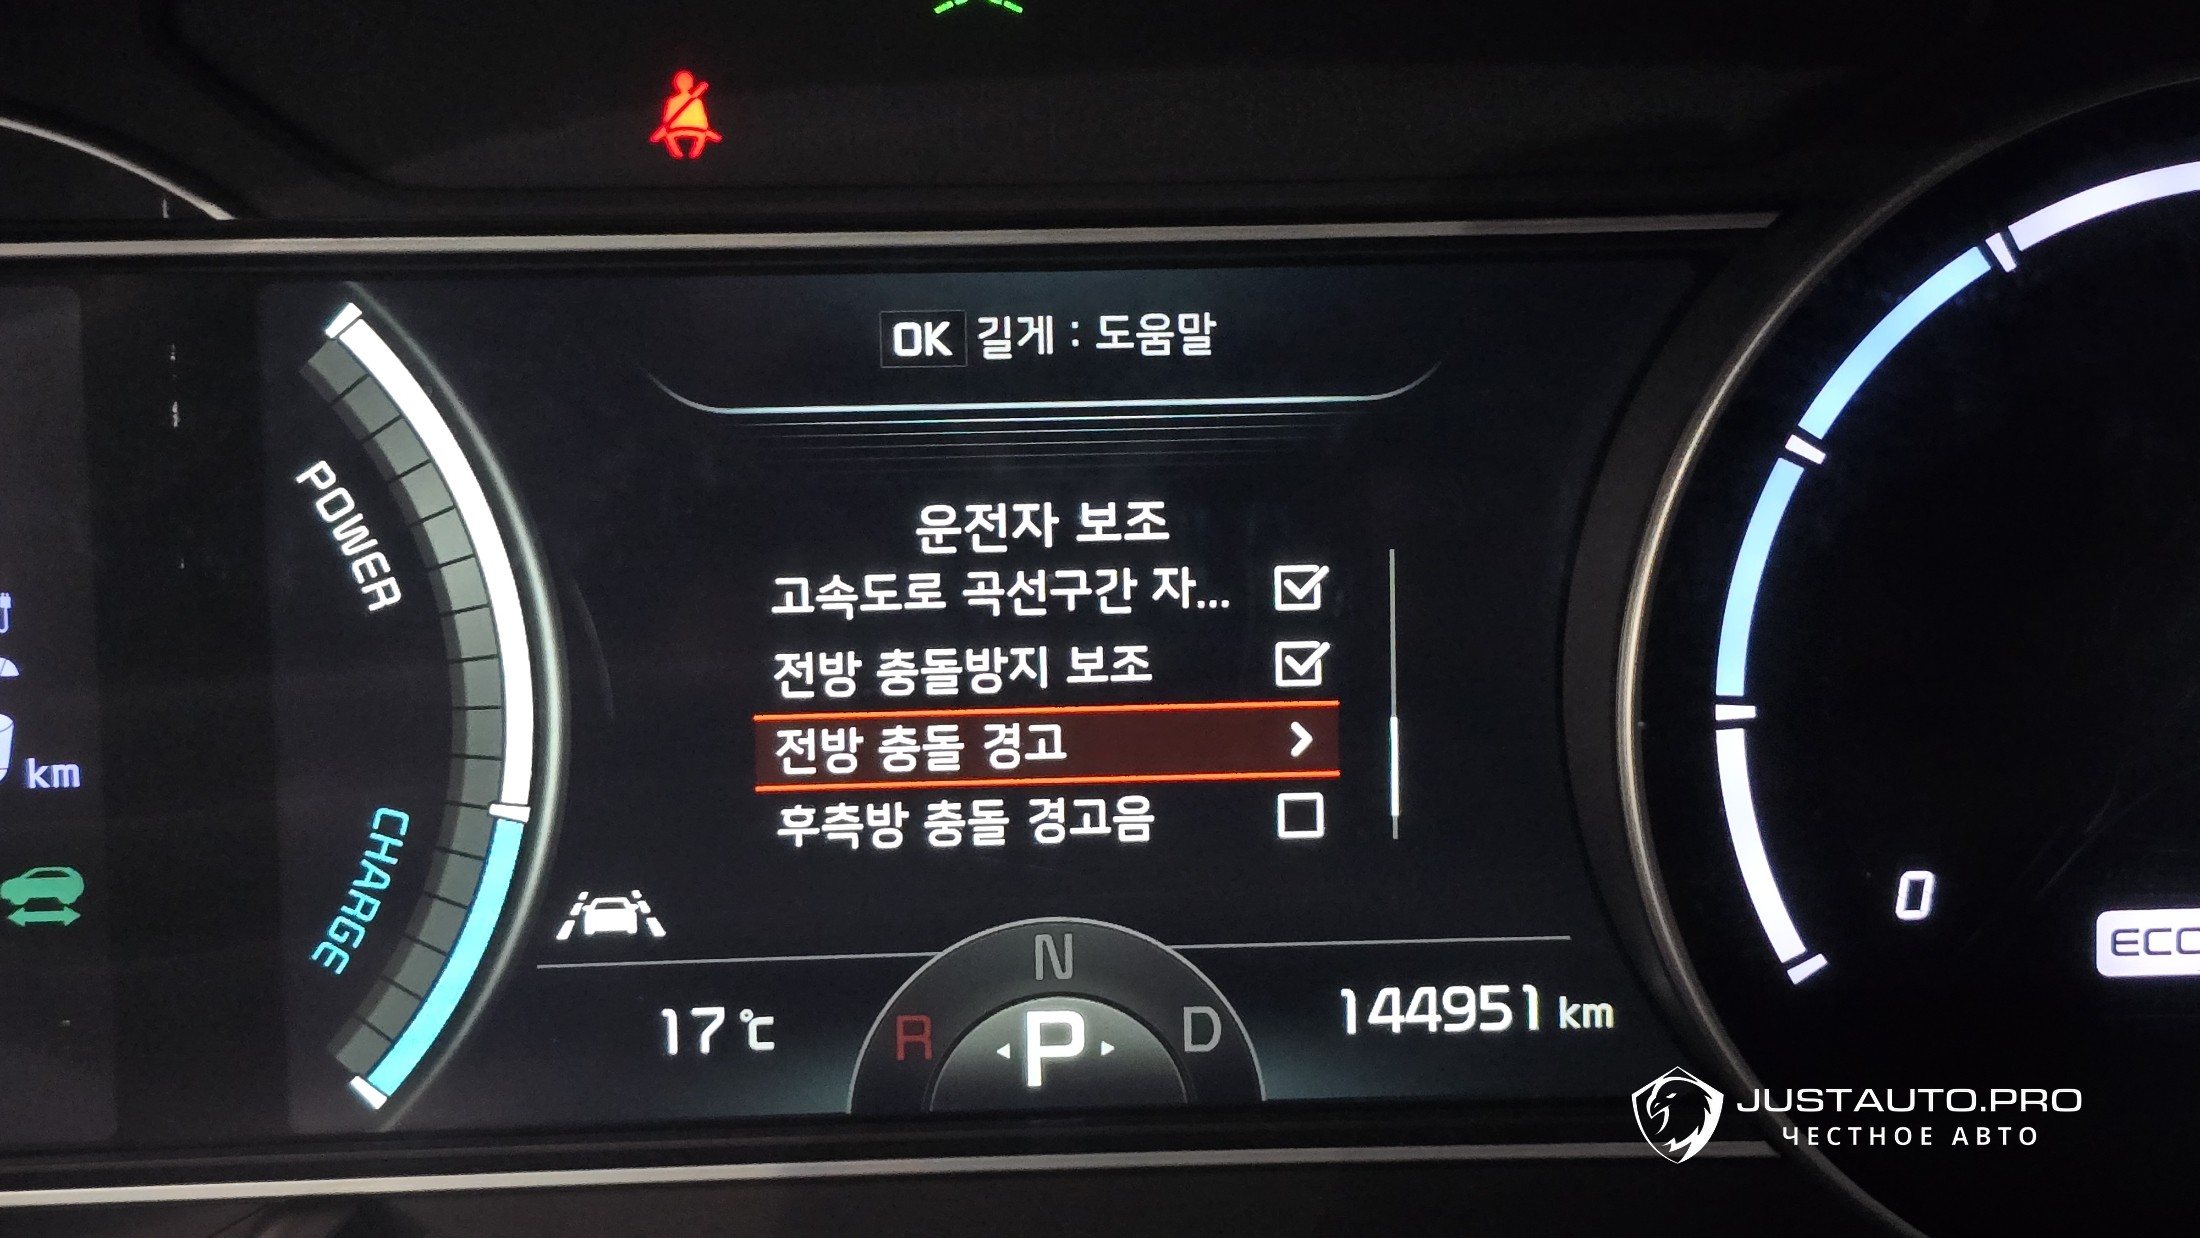 OK 길게 : 도움말
POWER
운전자 보조
고속도로 곡선구간 자...
전방 충돌방지 보조
전방 충돌 경고
후측방 충돌 경고음
km
CHARGE
0
ECO
N
R
P
D
17℃
144951 km
JUSTAUTO.PRO
ЧЕСТНОЕ АВТО